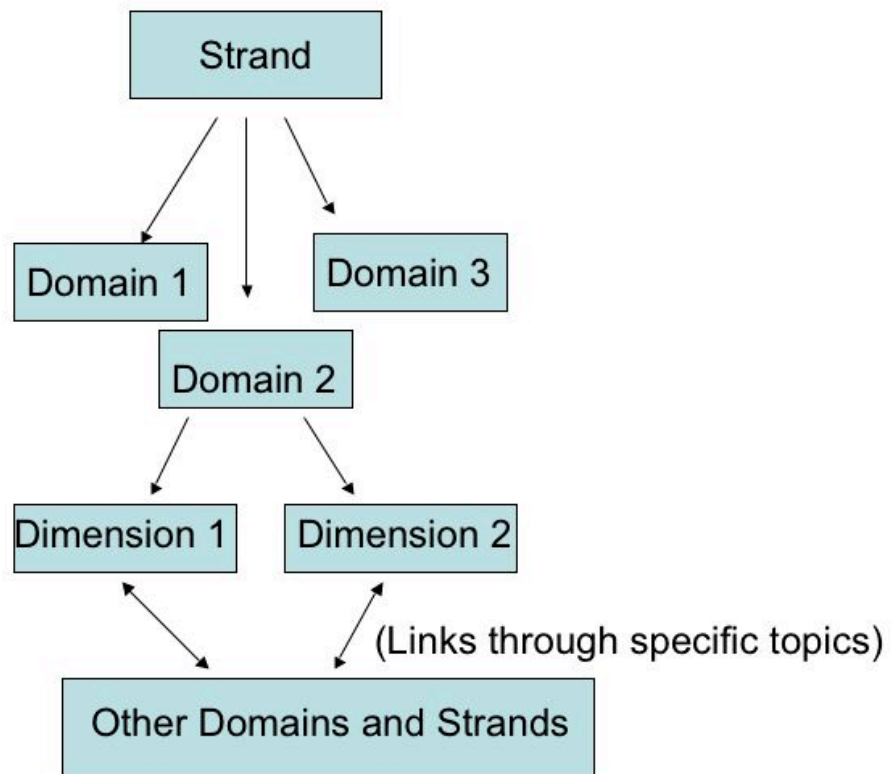 Strand
Domain 1
Domain 3
Domain 2
Dimension 1
Dimension 2
(Links through specific topics)
Other Domains and Strands